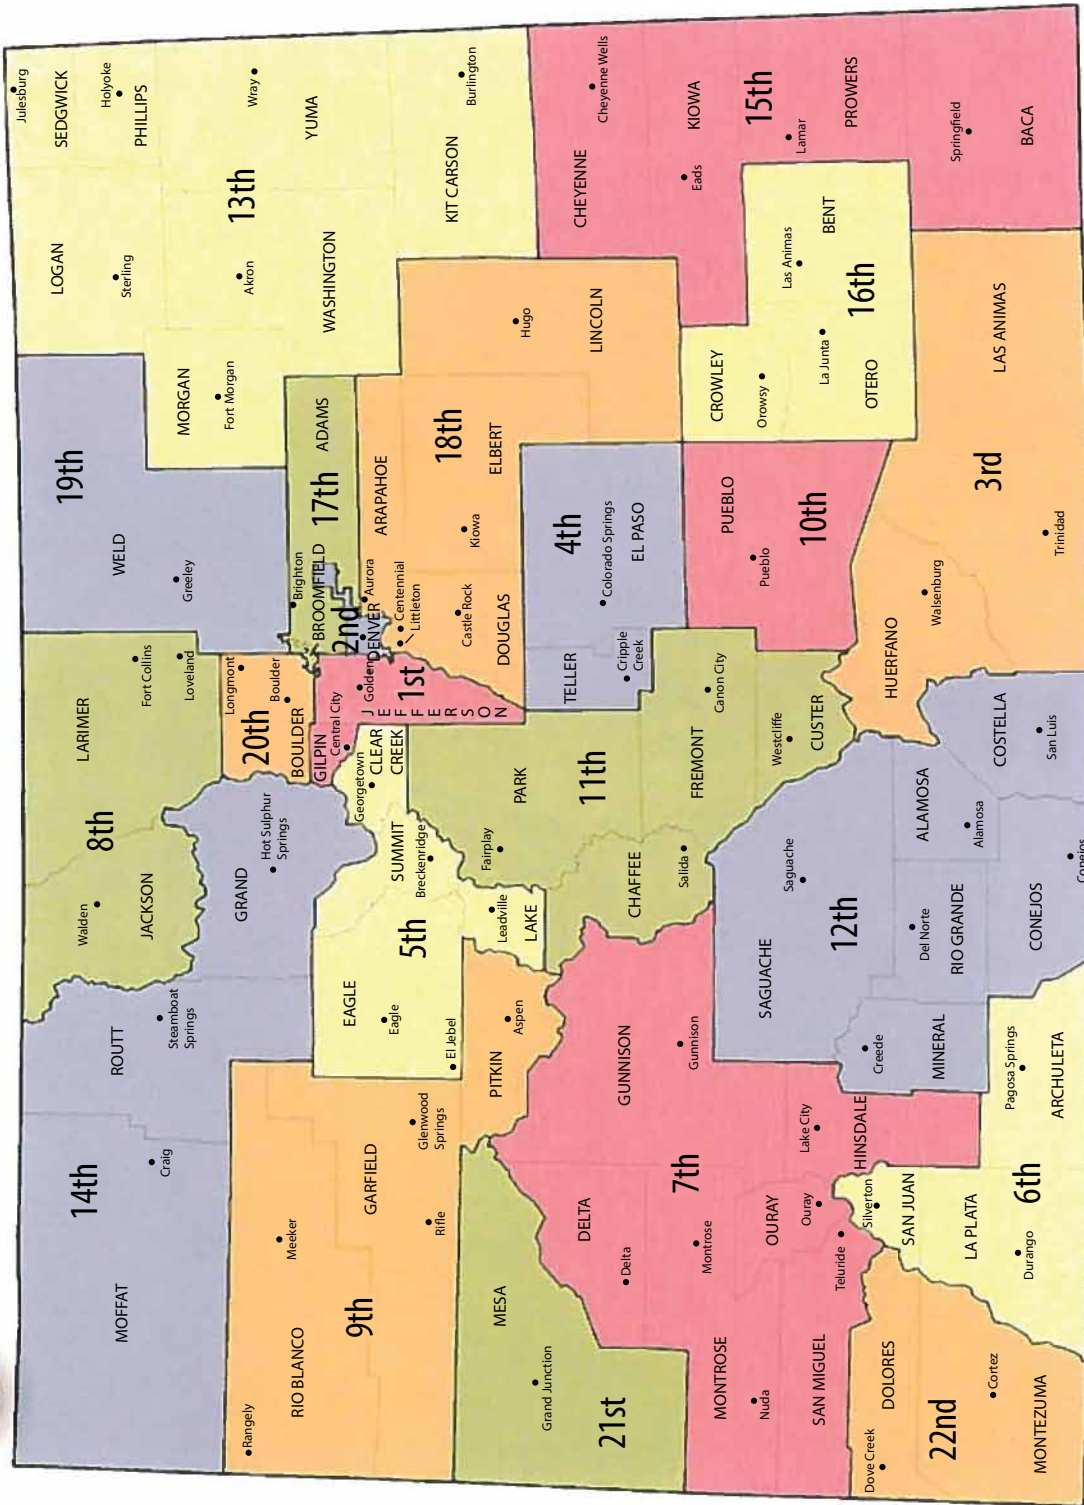 14th
MOFFAT
Craig
ROUTT
Steamboat
Springs
GRAND
Hot Sulphur
Springs
8th
JACKSON
Walden
LARIMER
Fort Collins
Loveland
19th
WELD
Greeley
13th
LOGAN
Sterling
SEDGWICK
Julesburg
PHILLIPS
Holyoke
MORGAN
Fort Morgan
WASHINGTON
Akron
YUMA
Wray
KIT CARSON
Burlington
9th
RIO BLANCO
Rangely
Meeker
GARFIELD
Rifle
Glenwood
Springs
PITKIN
Aspen
5th
EAGLE
Eagle
El Jebel
SUMMIT
Breckenridge
CLEAR
CREEK
Georgetown
LAKE
Leadville
20th
BOULDER
Boulder
Longmont
1st
GILPIN
Central City
JEFFERSON
Golden
2nd
DENVER
17th
BROOMFIELD
ADAMS
Brighton
18th
ARAPAHOE
Aurora
Centennial
Littleton
DOUGLAS
Castle Rock
ELBERT
Kiowa
LINCOLN
Hugo
21st
MESA
Grand Junction
7th
DELTA
Delta
GUNNISON
Gunnison
MONTROSE
Montrose
Nuda
OURAY
Ouray
SAN MIGUEL
Teluride
HINSDALE
Lake City
11th
PARK
Fairplay
CHAFFEE
Salida
FREMONT
Canon City
CUSTER
Westcliffe
4th
TELLER
Cripple
Creek
EL PASO
Colorado Springs
15th
CHEYENNE
Cheyenne Wells
KIOWA
Eads
PROWERS
Lamar
BACA
Springfield
22nd
DOLORES
Dove Creek
MONTEZUMA
Cortez
6th
SAN JUAN
Silverton
LA PLATA
Durango
ARCHULETA
Pagosa Springs
12th
SAGUACHE
Saguache
MINERAL
Creede
RIO GRANDE
Del Norte
ALAMOSA
Alamosa
CONEJOS
Conejos
COSTELLA
San Luis
10th
PUEBLO
Pueblo
16th
CROWLEY
Orowsy
OTERO
La Junta
BENT
Las Animas
3rd
HUERFANO
Walsenburg
LAS ANIMAS
Trinidad